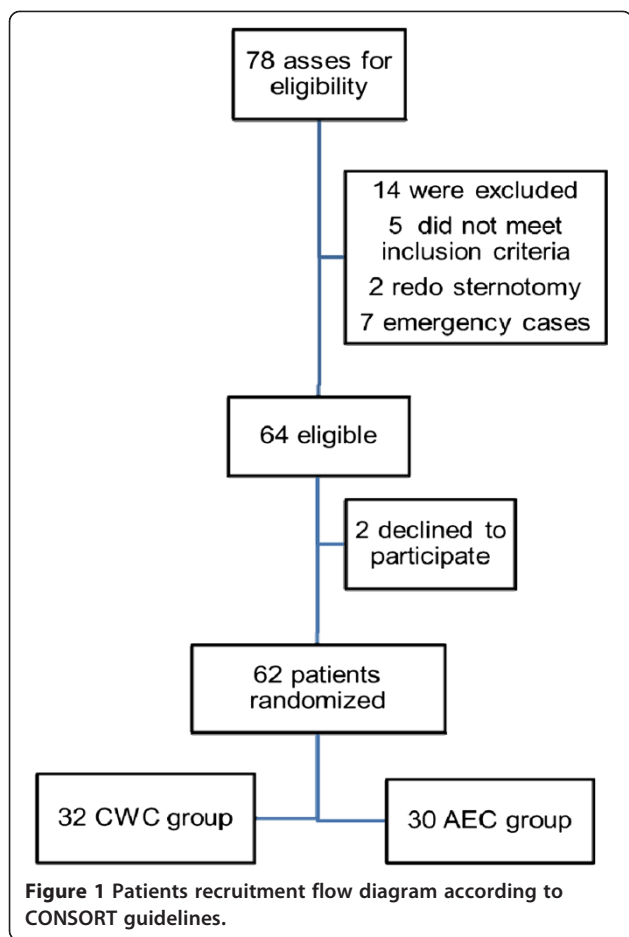 78 asses for
eligibility
14 were excluded
5 did not meet
inclusion criteria
2 redo sternotomy
7 emergency cases
64 eligible
2 declined to
participate
62 patients
randomized
32 CWC group
30 AEC group
Figure 1 Patients recruitment flow diagram according to
CONSORT guidelines.